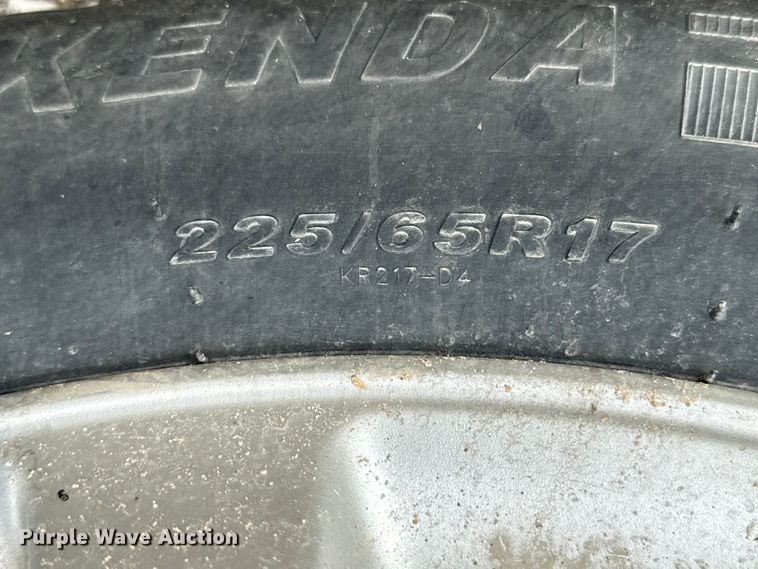 KENDA
225/65R17
KR217-D4
Purple Wave Auction